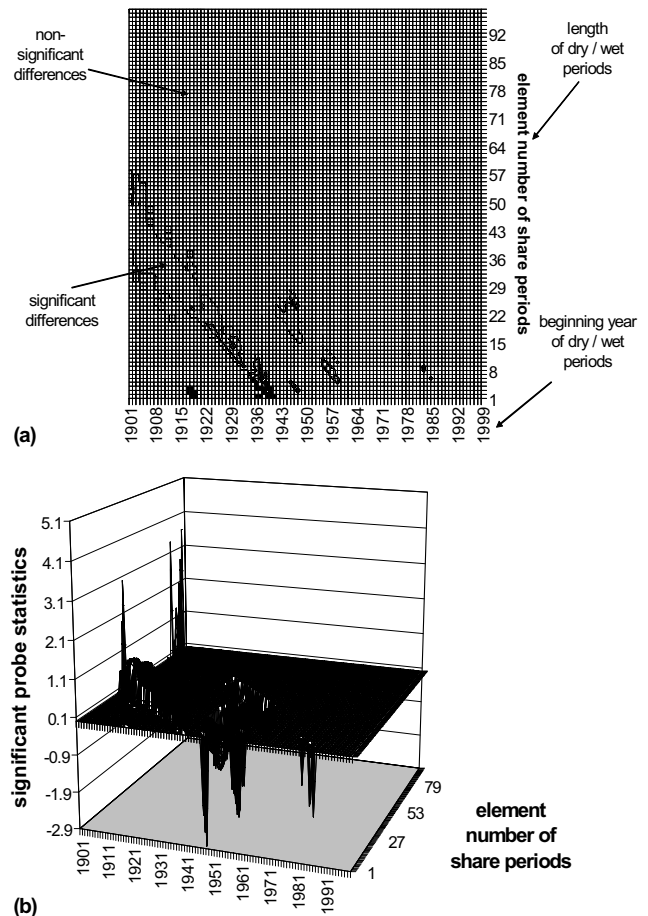 non-
significant
differences
significant
differences
92
85
78
71
64
57
50
43
36
29
22
15
8
1
element number of share periods
length
of dry / wet
periods
beginning year
of dry / wet
periods
1901
1908
1915
1922
1929
1936
1943
1950
1957
1964
1971
1978
1985
1992
1999
(a)
5.1
4.1
3.1
2.1
1.1
0.1
-0.9
-1.9
-2.9
significant probe statistics
1901
1911
1921
1931
1941
1951
1961
1971
1981
1991
79
53
27
1
element
number of
share periods
(b)